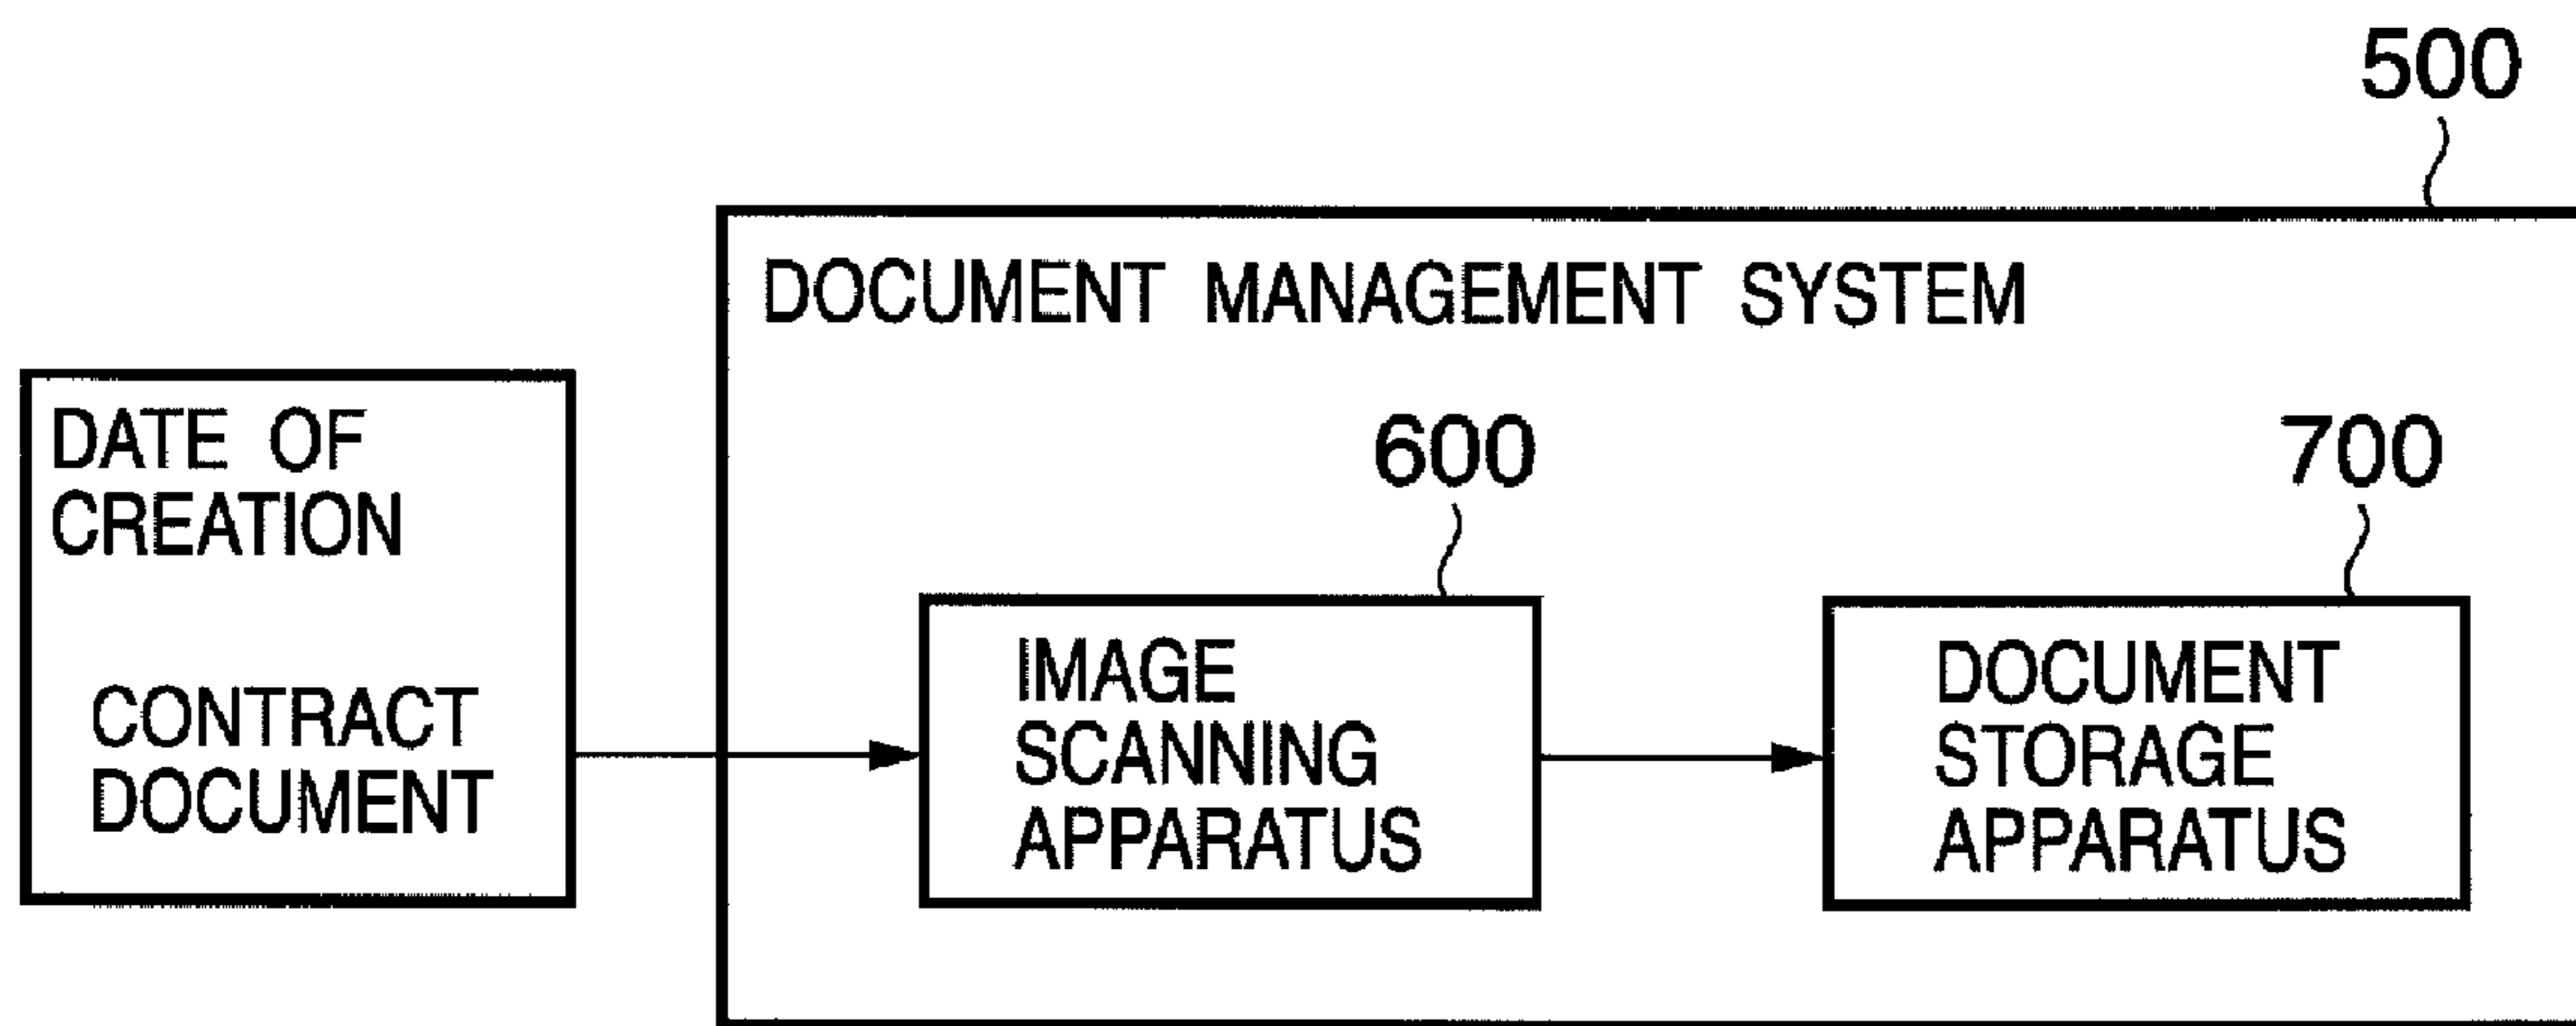 500
DOCUMENT MANAGEMENT SYSTEM
DATE OF
CREATION
CONTRACT
DOCUMENT
600
IMAGE
SCANNING
APPARATUS
700
DOCUMENT
STORAGE
APPARATUS